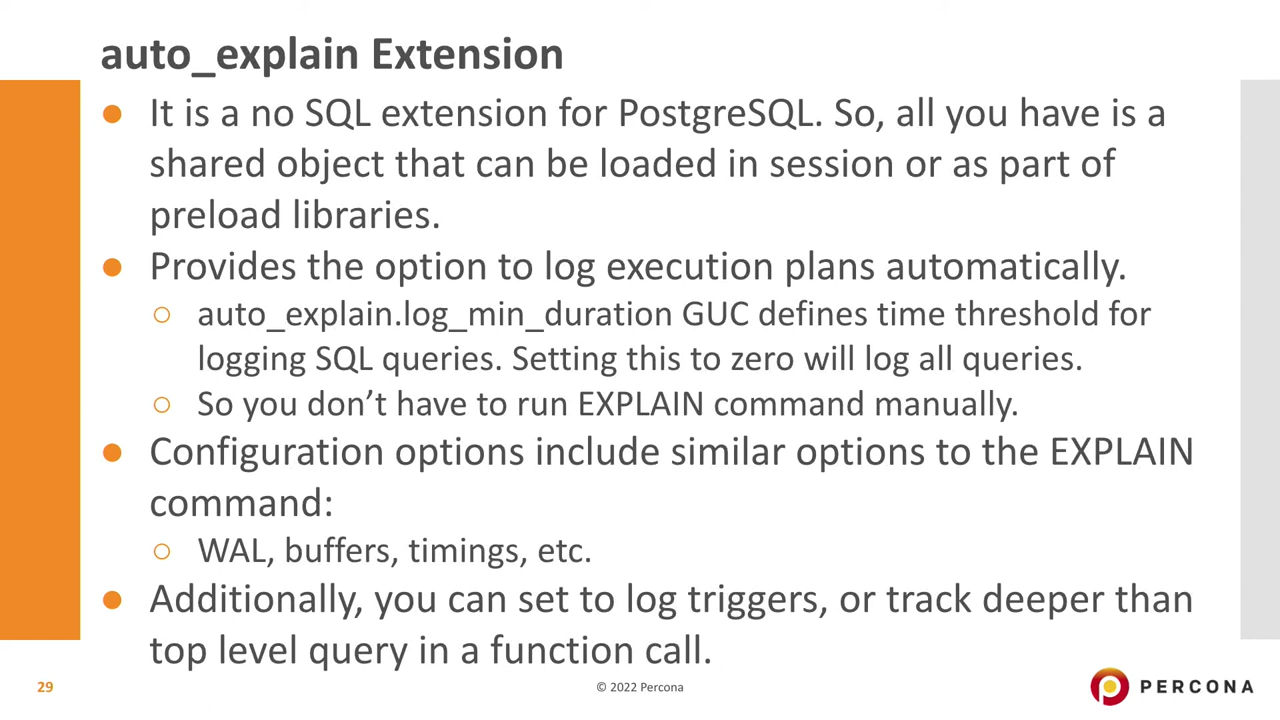 auto_explain Extension
● It is a no SQL extension for PostgreSQL. So, all you have is a
shared object that can be loaded in session or as part of
preload libraries.
● Provides the option to log execution plans automatically.
○ auto_explain.log_min_duration GUC defines time threshold for
logging SQL queries. Setting this to zero will log all queries.
○ So you don’t have to run EXPLAIN command manually.
● Configuration options include similar options to the EXPLAIN
command:
○ WAL, buffers, timings, etc.
● Additionally, you can set to log triggers, or track deeper than
top level query in a function call.
29
© 2022 Percona
PERCONA